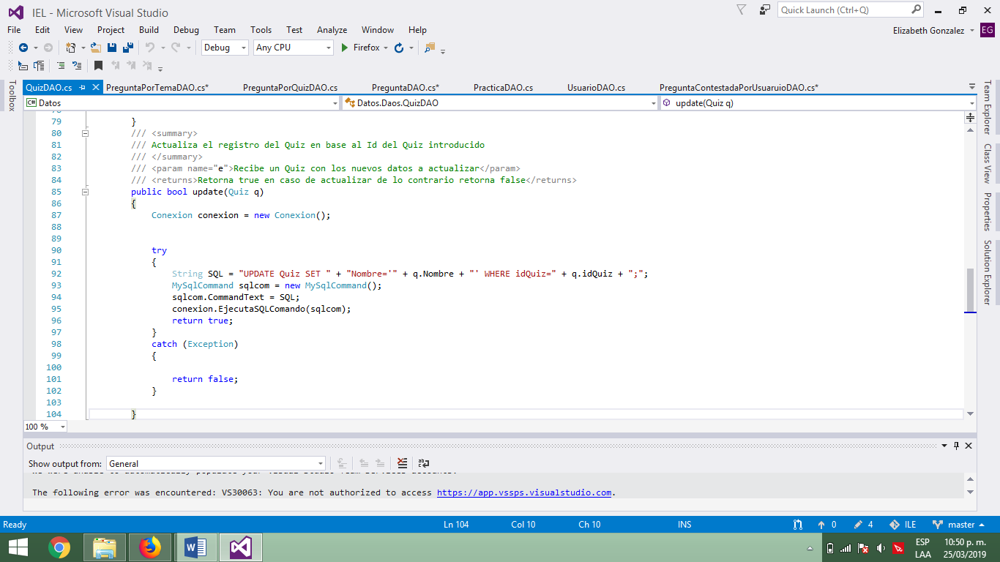 IEL - Microsoft Visual Studio
Quick Launch (Ctrl+Q)
File Edit View Project Build Debug Team Tools Test Analyze Window Help
Elizabeth Gonzalez EG
Debug Any CPU Firefox
QuizDAO.cs PreguntaPorTemaDAO.cs* PreguntaPorQuizDAO.cs PreguntaDAO.cs* PracticaDAO.cs UsuarioDAO.cs PreguntaContestadaPorUsuaruioDAO.cs*
Toolbox
C# Datos Datos.Daos.QuizDAO update(Quiz q)
Team Explorer
Class View
Properties
Solution Explorer
79 }
80 /// <summary>
81 /// Actualiza el registro del Quiz en base al Id del Quiz introducido
82 /// </summary>
83 /// <param name="e">Recibe un Quiz con los nuevos datos a actualizar</param>
84 /// <returns>Retorna true en caso de actualizar de lo contrario retorna false</returns>
85 public bool update(Quiz q)
86 {
87 Conexion conexion = new Conexion();
88
89
90 try
91 {
92 String SQL = "UPDATE Quiz SET " + "Nombre='" + q.Nombre + "' WHERE idQuiz=" + q.idQuiz + ";";
93 MySqlCommand sqlcom = new MySqlCommand();
94 sqlcom.CommandText = SQL;
95 conexion.EjecutaSQLComando(sqlcom);
96 return true;
97 }
98 catch (Exception)
99 {
100
101 return false;
102 }
103
104 }
100 %
Output
Show output from: General
The following error was encountered: VS30063: You are not authorized to access https://app.vssps.visualstudio.com.
Ready Ln 104 Col 10 Ch 10 INS 0 4 ILE master
ESP 10:50 p. m.
LAA 25/03/2019